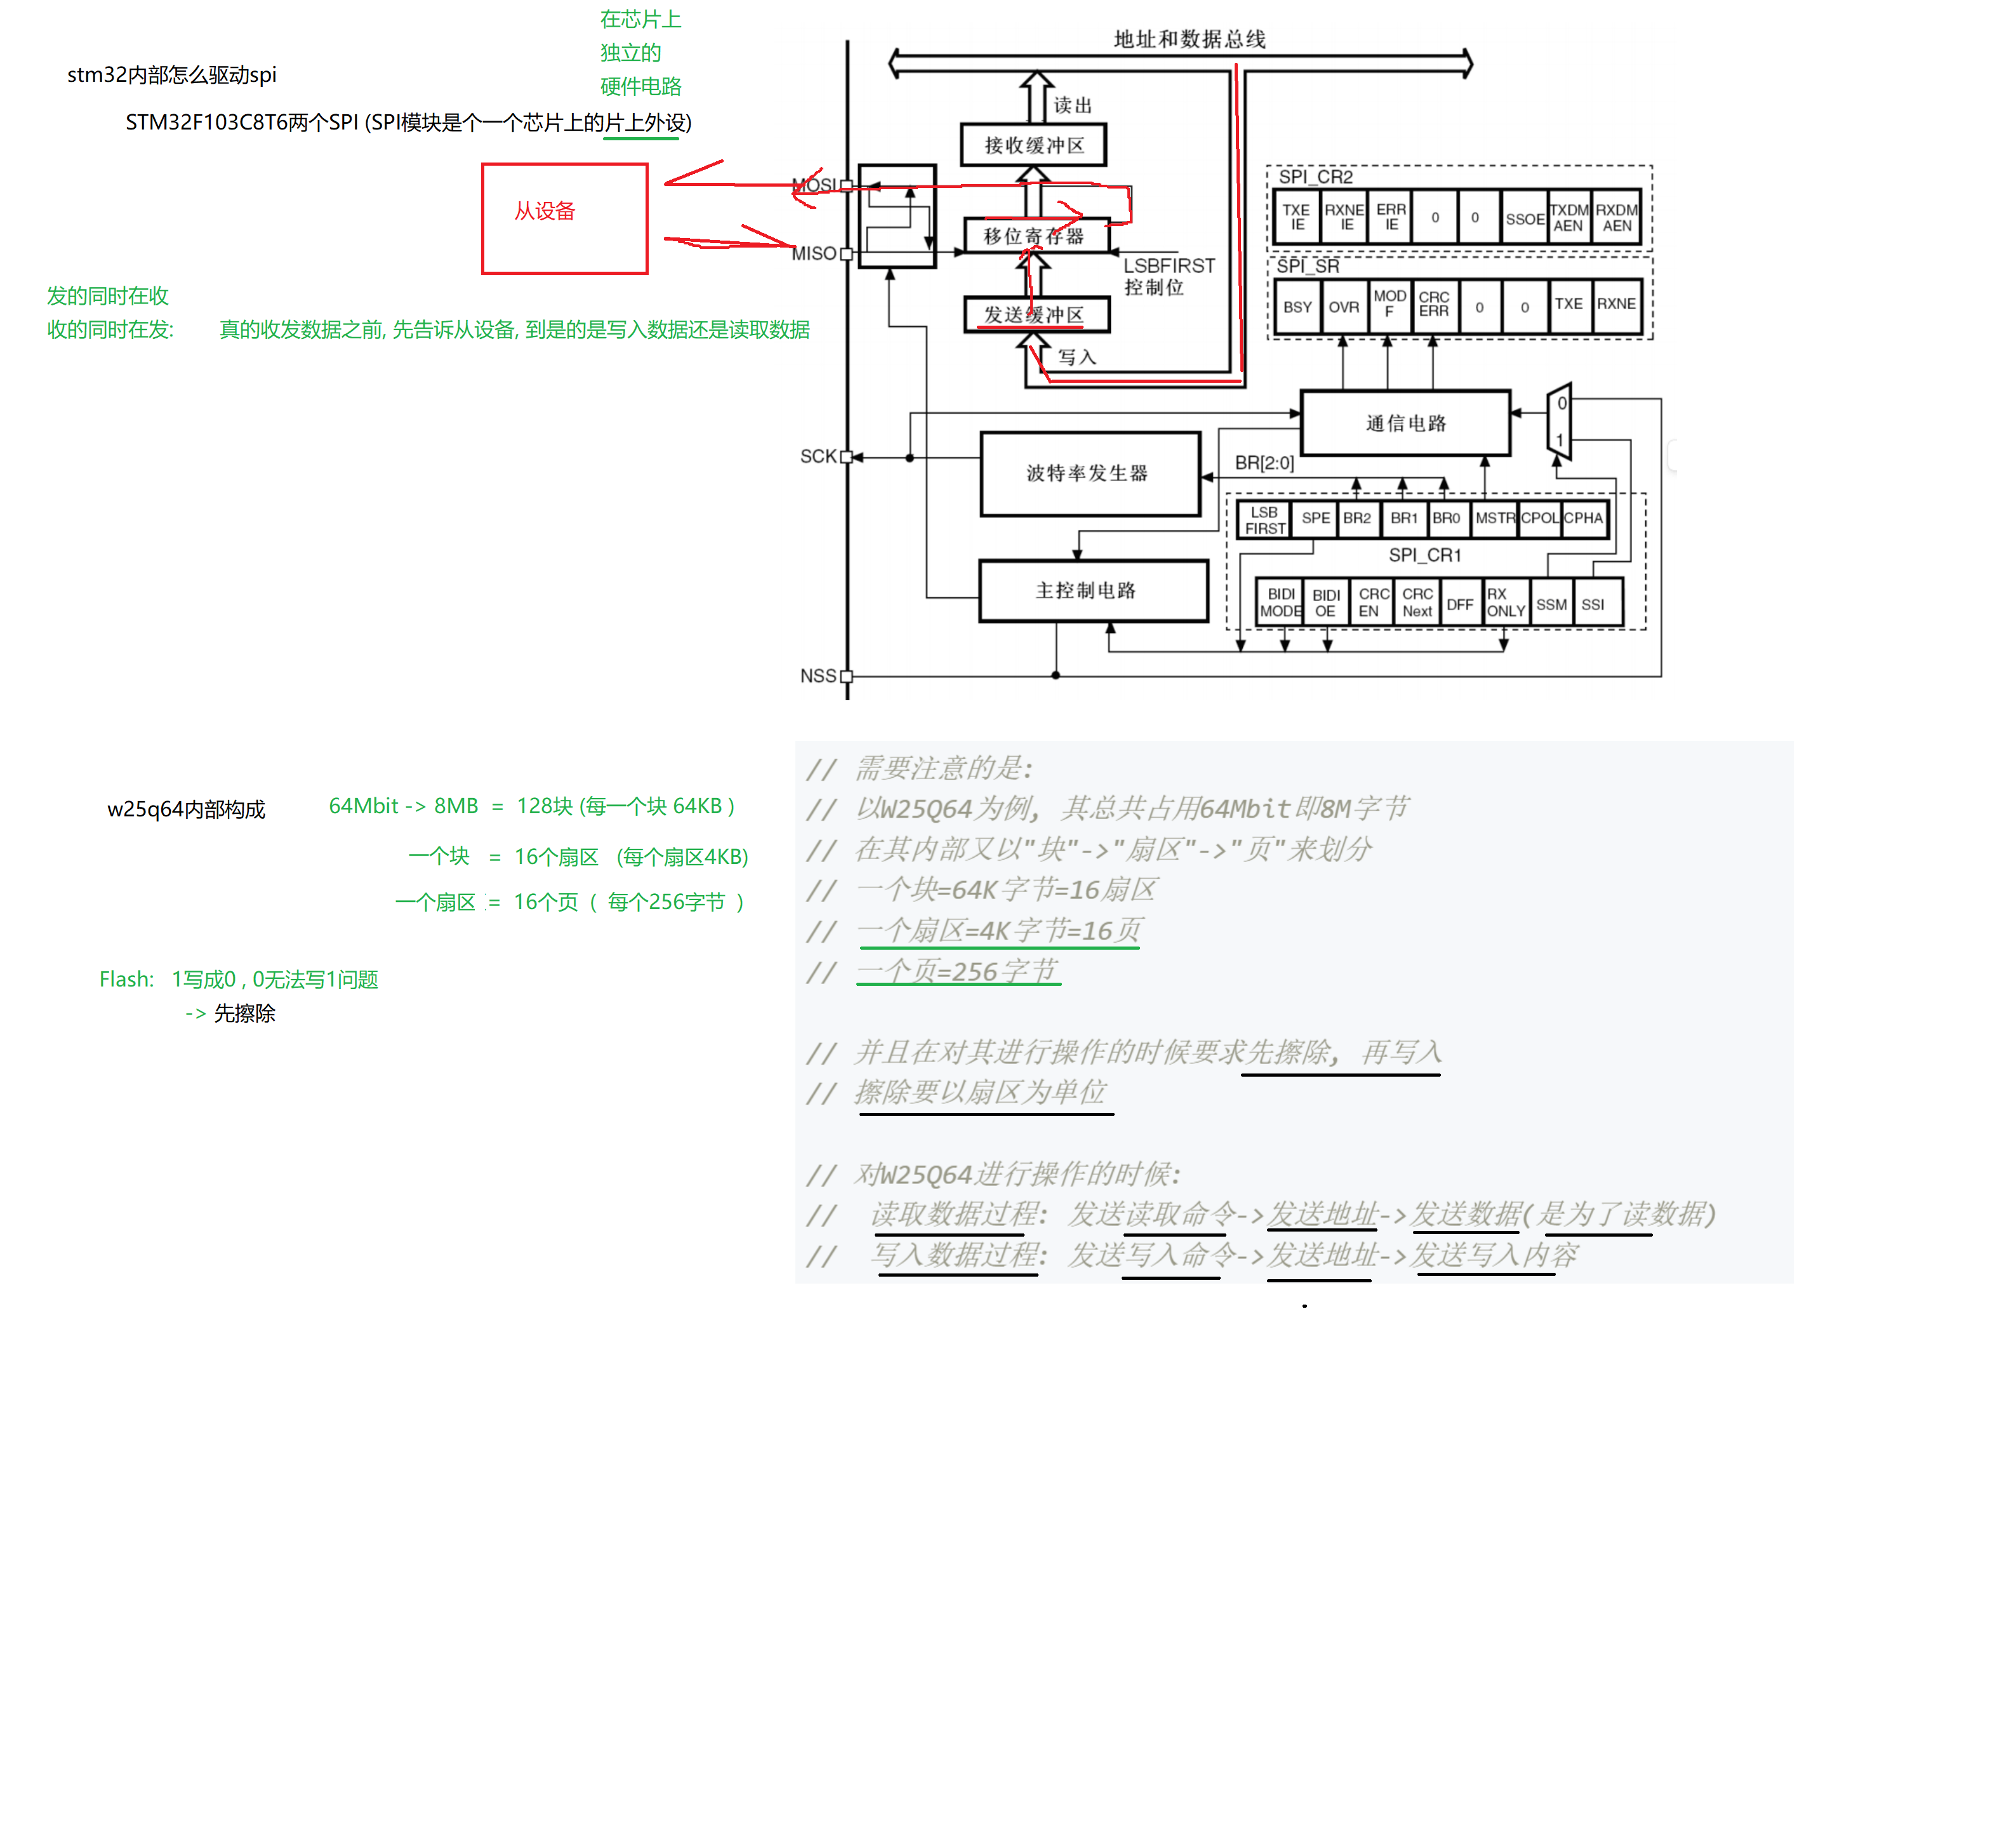 在芯片上
独立的
硬件电路
stm32内部怎么驱动spi
STM32F103C8T6两个SPI (SPI模块是个一个芯片上的片上外设)
从设备
发的同时在收
收的同时在发: 真的收发数据之前, 先告诉从设备, 到是的是写入数据还是读取数据
地址和数据总线
读出
接收缓冲区
MOSI
移位寄存器
MISO
LSBFIRST
控制位
发送缓冲区
写入
SPI_CR2
TXE IE RXNE IE ERR IE 0 0 SSOE TXDM AEN RXDM AEN
SPI_SR
BSY OVR MOD F CRC ERR 0 0 TXE RXNE
通信电路
0
1
SCK
波特率发生器
BR[2:0]
LSB FIRST SPE BR2 BR1 BR0 MSTR CPOL CPHA
SPI_CR1
主控制电路
BIDI MODE BIDI OE CRC EN CRC Next DFF RX ONLY SSM SSI
NSS
w25q64内部构成 64Mbit -> 8MB = 128块 (每一个块 64KB )
一个块 = 16个扇区 (每个扇区4KB)
一个扇区 = 16个页 ( 每个256字节 )
Flash: 1写成0 , 0无法写1问题
-> 先擦除
// 需要注意的是:
// 以W25Q64为例, 其总共占用64Mbit即8M字节
// 在其内部又以"块"->"扇区"->"页"来划分
// 一个块=64K字节=16扇区
// 一个扇区=4K字节=16页
// 一个页=256字节
// 并且在对其进行操作的时候要求先擦除, 再写入
// 擦除要以扇区为单位
// 对W25Q64进行操作的时候:
// 读取数据过程: 发送读取命令->发送地址->发送数据(是为了读数据)
// 写入数据过程: 发送写入命令->发送地址->发送写入内容